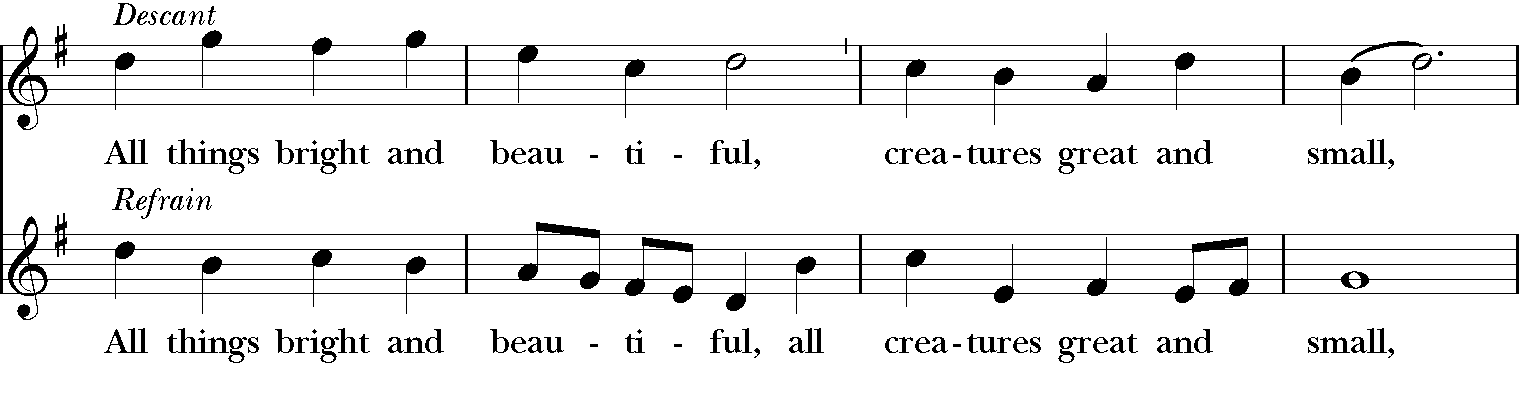 Descant
All things bright and beau - ti - ful, crea - tures great and small,
Refrain
All things bright and beau - ti - ful, all crea - tures great and small,